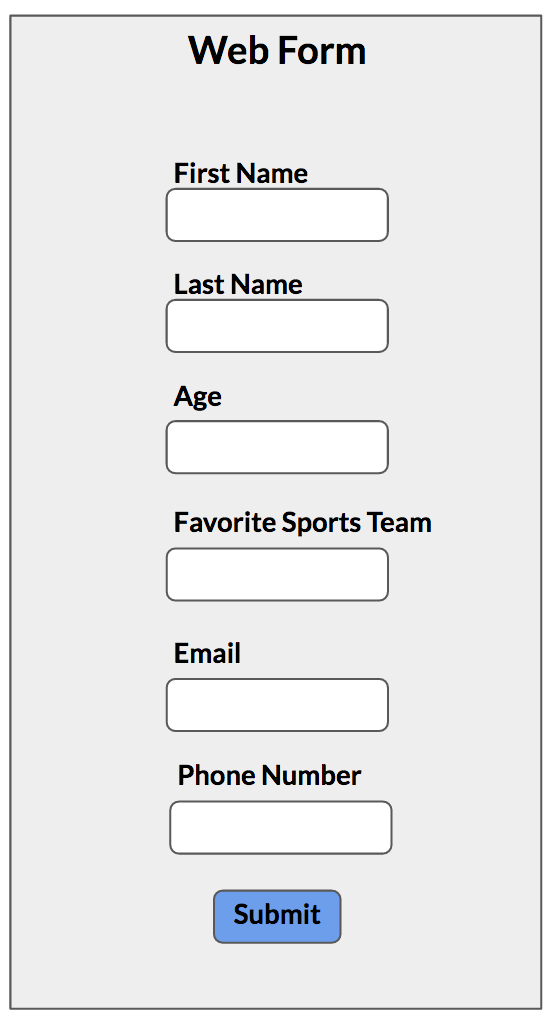 Web Form
First Name
Last Name
Age
Favorite Sports Team
Email
Phone Number
Submit